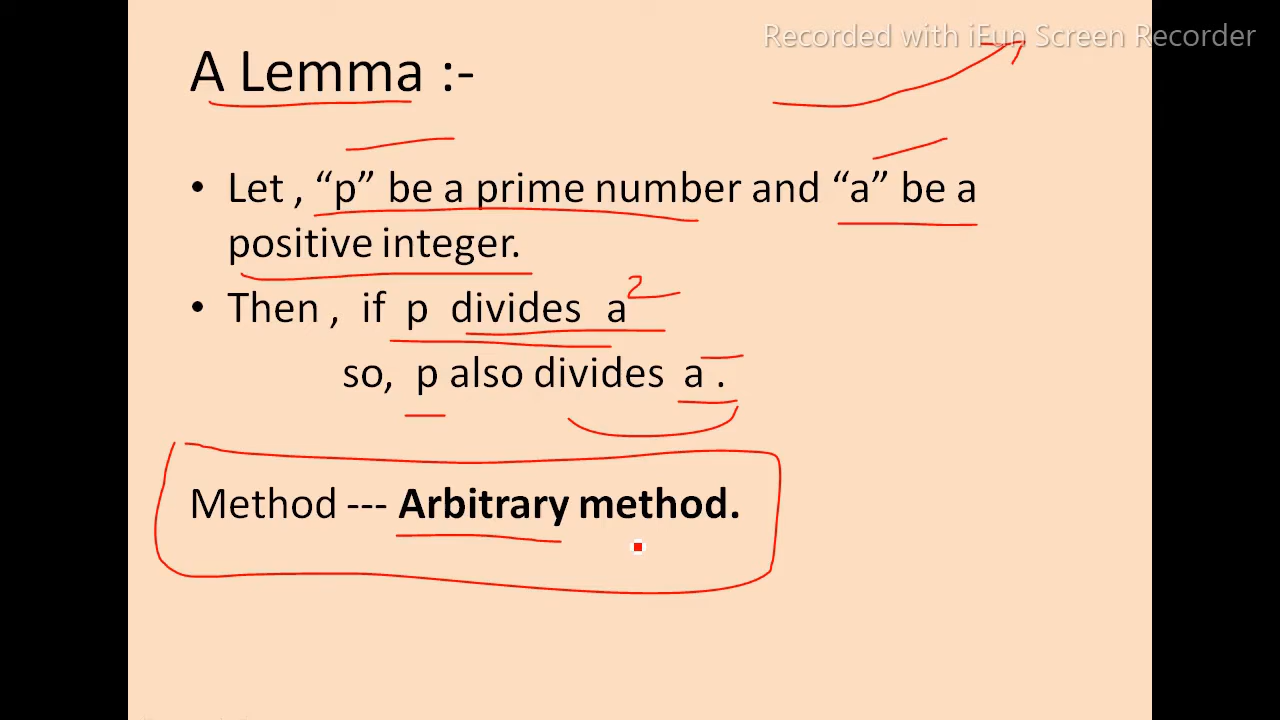 Recorded with iFun Screen Recorder
A Lemma :-
• Let , “p” be a prime number and “a” be a
positive integer.
• Then , if p divides a²
so, p also divides a .
Method --- Arbitrary method.